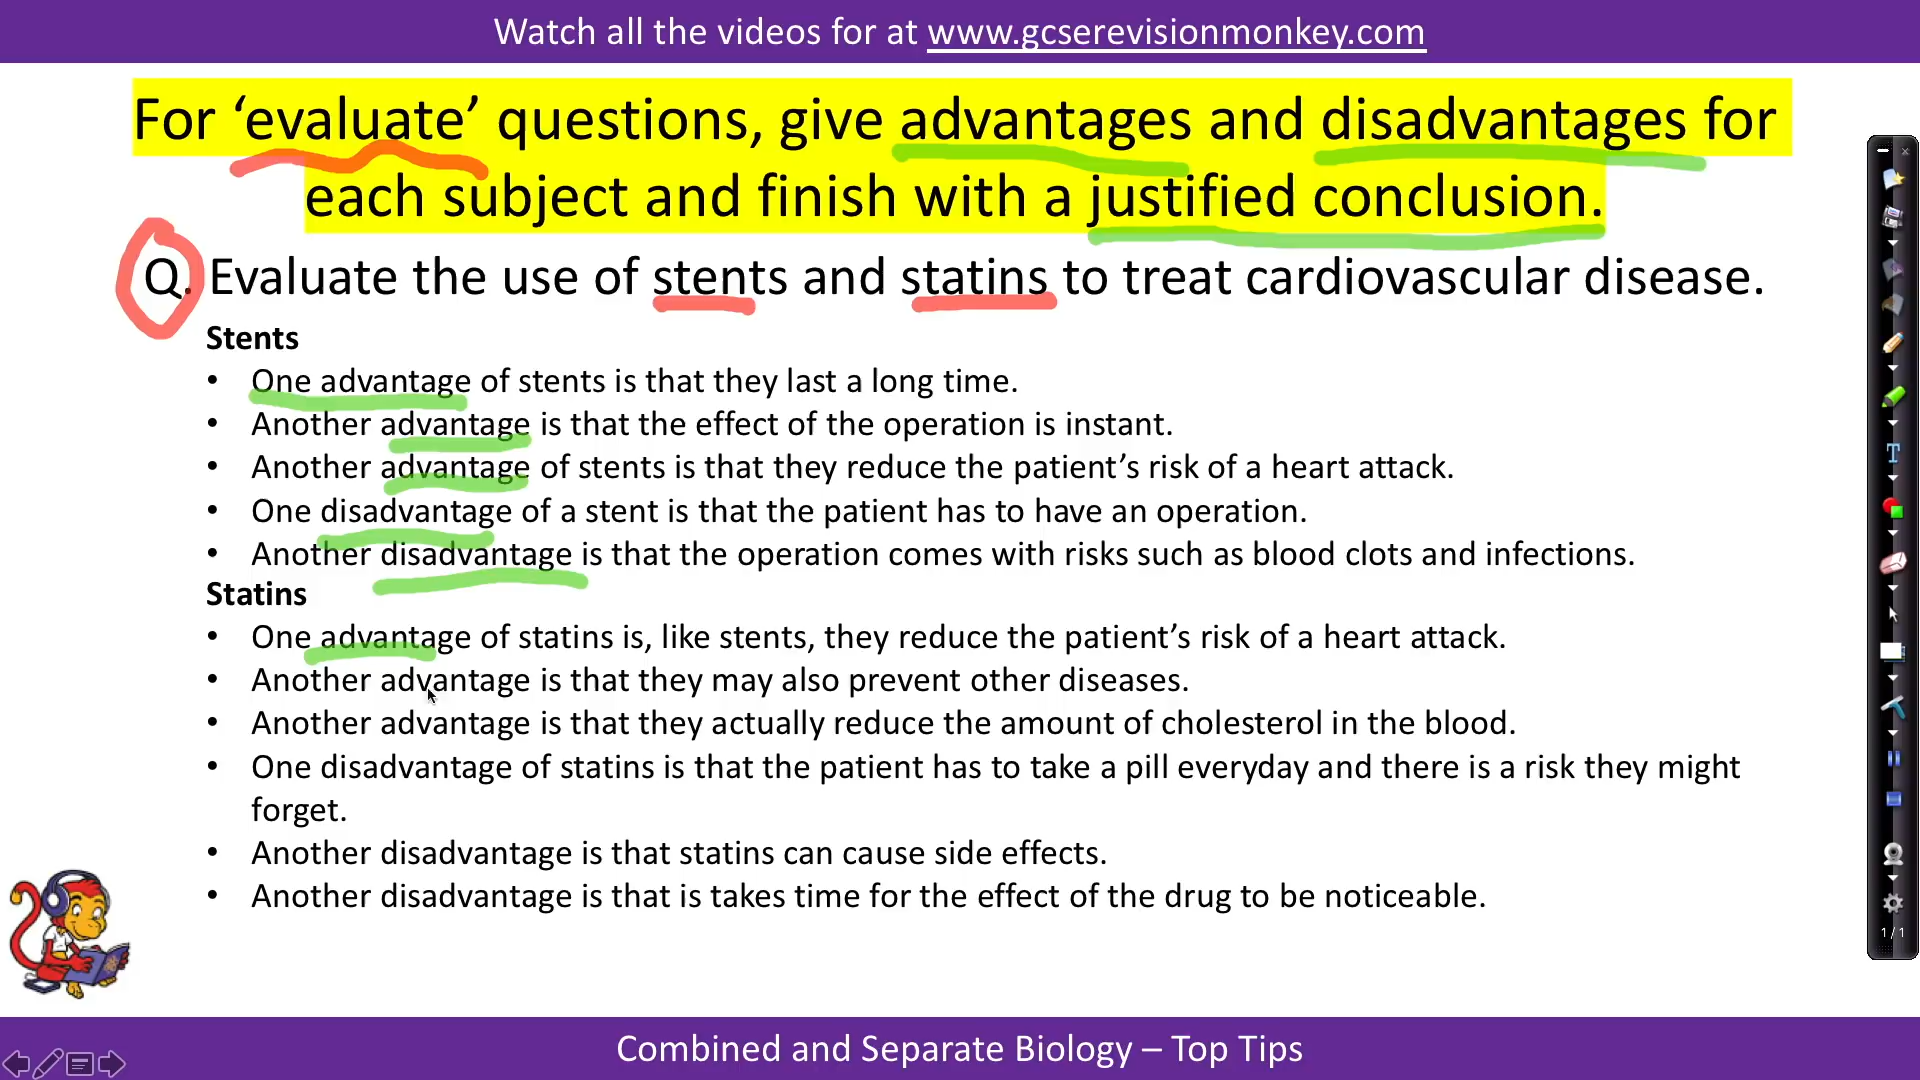 Watch all the videos for at www.gcserevisionmonkey.com
For ‘evaluate’ questions, give advantages and disadvantages for
each subject and finish with a justified conclusion.
Q. Evaluate the use of stents and statins to treat cardiovascular disease.
Stents
• One advantage of stents is that they last a long time.
• Another advantage is that the effect of the operation is instant.
• Another advantage of stents is that they reduce the patient’s risk of a heart attack.
• One disadvantage of a stent is that the patient has to have an operation.
• Another disadvantage is that the operation comes with risks such as blood clots and infections.
Statins
• One advantage of statins is, like stents, they reduce the patient’s risk of a heart attack.
• Another advantage is that they may also prevent other diseases.
• Another advantage is that they actually reduce the amount of cholesterol in the blood.
• One disadvantage of statins is that the patient has to take a pill everyday and there is a risk they might
forget.
• Another disadvantage is that statins can cause side effects.
• Another disadvantage is that is takes time for the effect of the drug to be noticeable.
T
1 / 1
Combined and Separate Biology – Top Tips